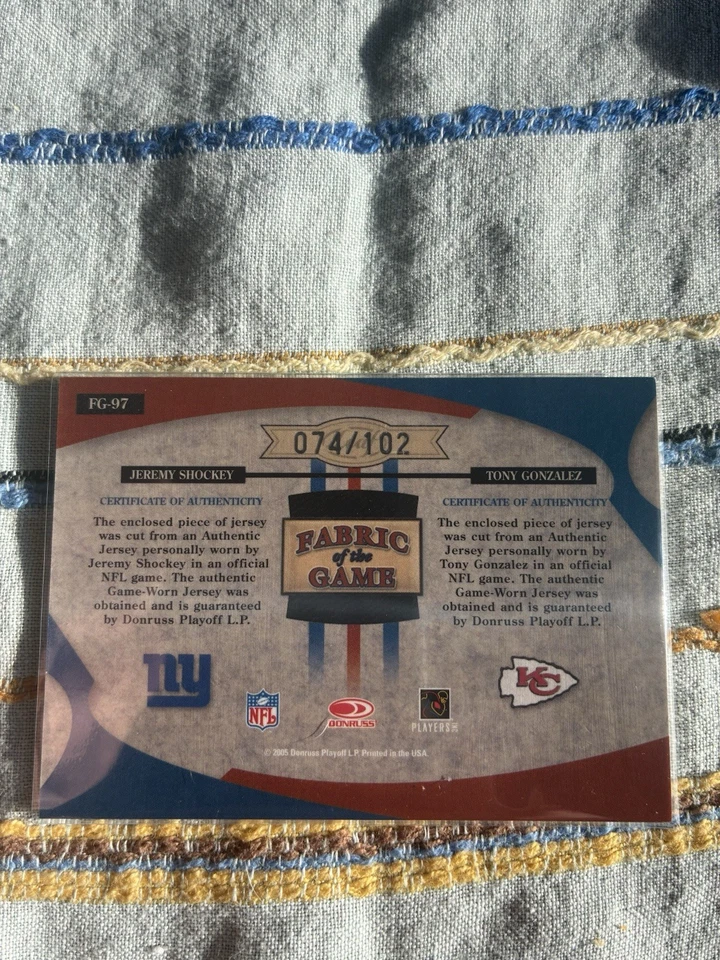 FG-97
074/102
JEREMY SHOCKEY
TONY GONZALEZ
CERTIFICATE OF AUTHENTICITY
The enclosed piece of jersey
was cut from an Authentic
Jersey personally worn by
Jeremy Shockey in an official
NFL game. The authentic
Game-Worn Jersey was
obtained and is guaranteed
by Donruss Playoff L.P.
FABRIC
of the
GAME
CERTIFICATE OF AUTHENTICITY
The enclosed piece of jersey
was cut from an Authentic
Jersey personally worn by
Tony Gonzalez in an official
NFL game. The authentic
Game-Worn Jersey was
obtained and is guaranteed
by Donruss Playoff L.P.
ny
NFL
DONRUSS
PLAYERS INC
KC
© 2005 Donruss Playoff L.P. Printed in the USA